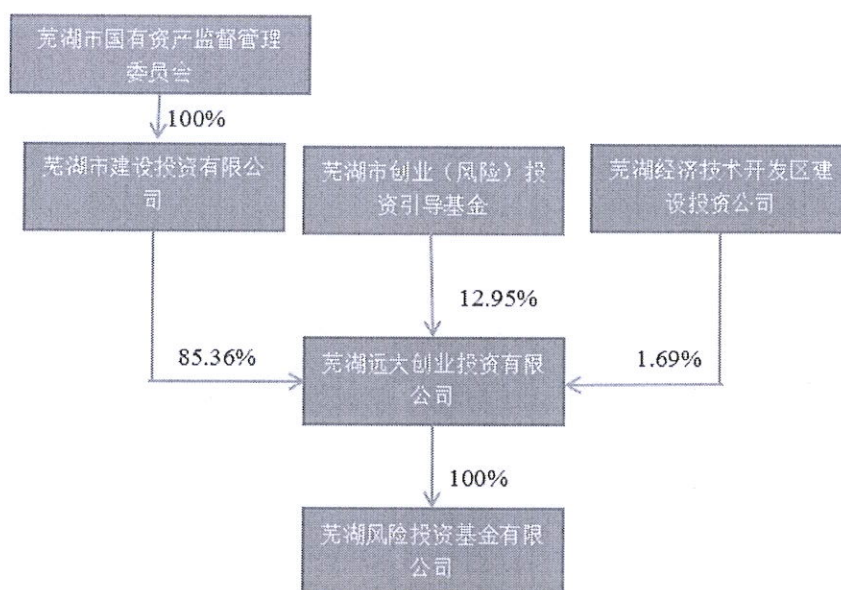 芜湖市国有资产监督管理
委员会
100%
芜湖市建设投资有限公
司
芜湖市创业（风险）投
资引导基金
芜湖经济技术开发区建
设投资公司
12.95%
85.36%
芜湖远大创业投资有限
公司
1.69%
100%
芜湖风险投资基金有限
公司